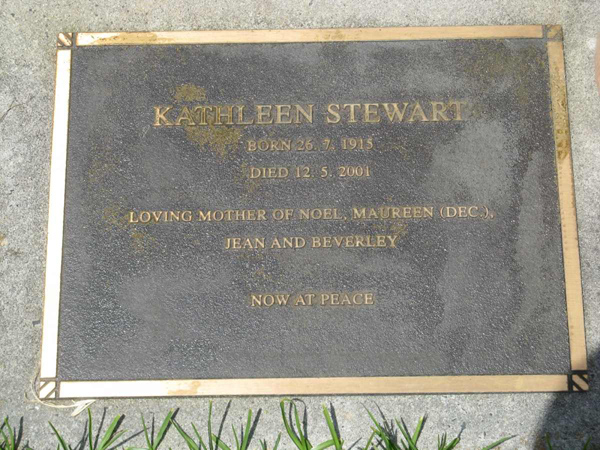 KATHLEEN STEWART
BORN 26. 7. 1915
DIED 12. 5. 2001
LOVING MOTHER OF NOEL, MAUREEN (DEC.),
JEAN AND BEVERLEY
NOW AT PEACE